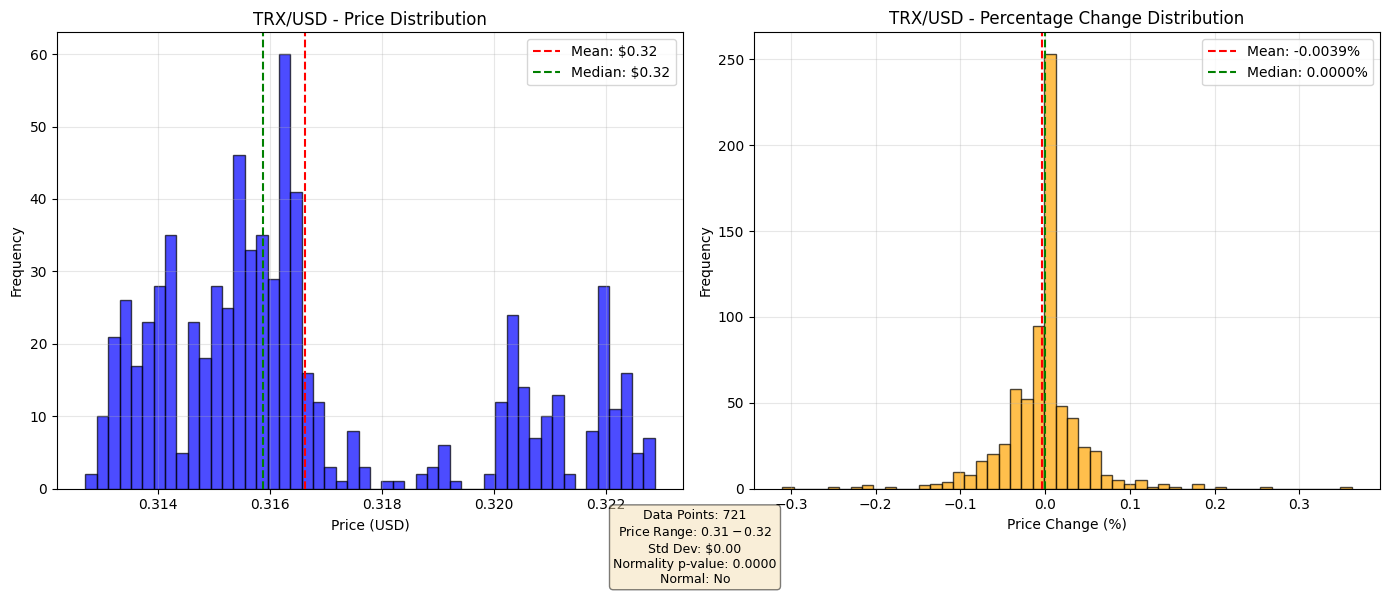 TRX/USD - Price Distribution
60
50
40
30
20
10
0
Frequency
0.314
0.316
0.318
0.320
0.322
Price (USD)
Mean: $0.32
Median: $0.32
TRX/USD - Percentage Change Distribution
250
200
150
100
50
0
Frequency
−0.3
−0.2
−0.1
0.0
0.1
0.2
0.3
Price Change (%)
Mean: -0.0039%
Median: 0.0000%
Data Points: 721
Price Range: 0.31 − 0.32
Std Dev: $0.00
Normality p-value: 0.0000
Normal: No